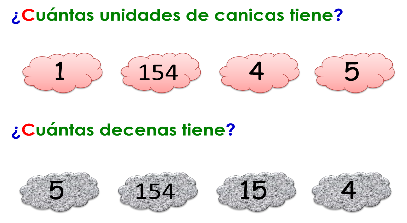 ¿Cuántas unidades de canicas tiene?
1 154 4 5
¿Cuántas decenas tiene?
5 154 15 4